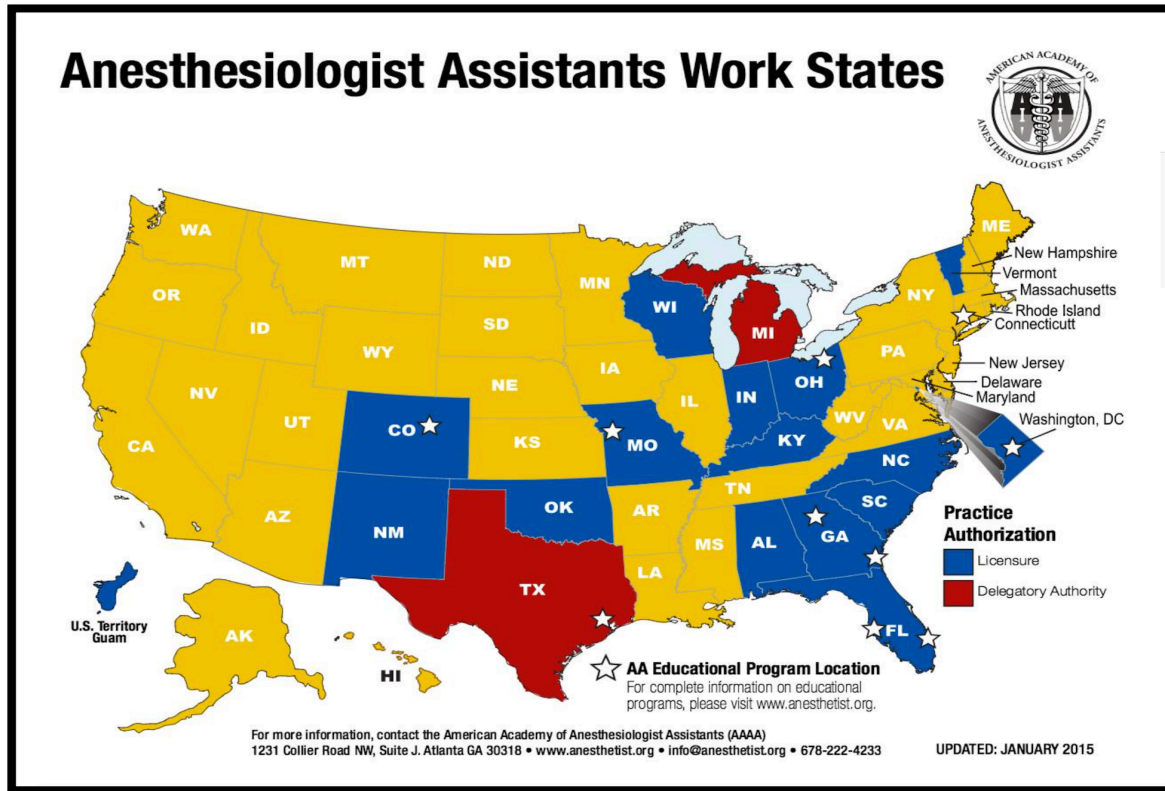 Anesthesiologist Assistants Work States
AMERICAN ACADEMY OF
AA
ANESTHESIOLOGIST ASSISTANTS
WA
MT
ND
MN
ME
New Hampshire
Vermont
Massachusetts
Rhode Island
Connecticutt
OR
ID
SD
WI
NY
MI
WY
IA
PA
New Jersey
Delaware
Maryland
NE
NV
UT
IL
IN
OH
WV
VA
Washington, DC
CA
CO
KS
MO
KY
NC
TN
AZ
NM
OK
AR
SC
MS
AL
GA
Practice
Authorization
Licensure
Delegatory Authority
LA
TX
U.S. Territory
Guam
AK
HI
FL
AA Educational Program Location
For complete information on educational
programs, please visit www.anesthetist.org.
For more information, contact the American Academy of Anesthesiologist Assistants (AAAA)
1231 Collier Road NW, Suite J. Atlanta GA 30318 • www.anesthetist.org • info@anesthetist.org • 678-222-4233
UPDATED: JANUARY 2015